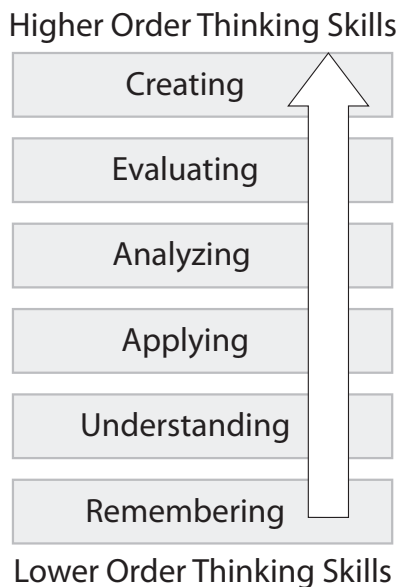 Higher Order Thinking Skills
Creating
Evaluating
Analyzing
Applying
Understanding
Remembering
Lower Order Thinking Skills